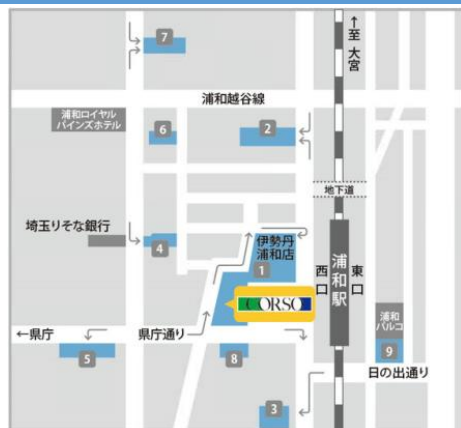 7
↑至 大宮
浦和越谷線
浦和ロイヤル
パインズホテル
6
2
地下道
埼玉りそな銀行
4
伊勢丹
浦和店
1
西口
浦和駅
東口
CORSO
浦和
パルコ
9
←県庁
県庁通り
5
8
日の出通り
3